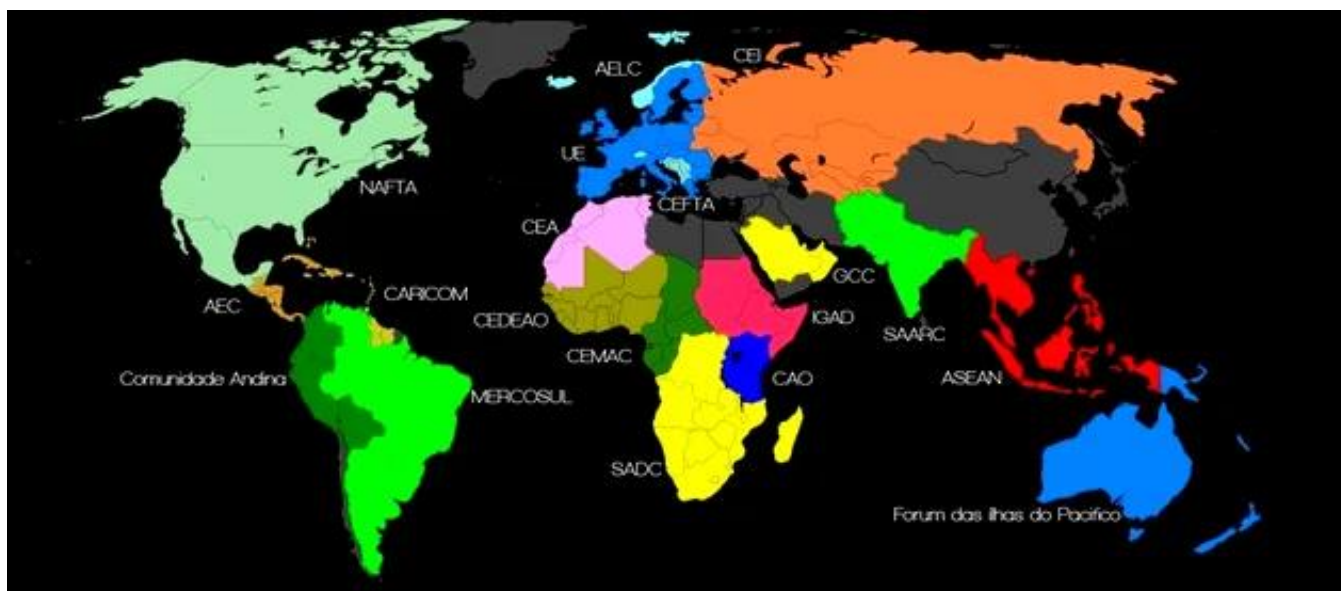 CEI
AELC
UE
NAFTA
CEFTA
CEA
GCC
AEC
CARICOM
CEDEAO
IGAD
SAARC
CEMAC
Comunidade Andina
CAO
ASEAN
MERCOSUL
SADC
Forum das ilhas do Pacifico